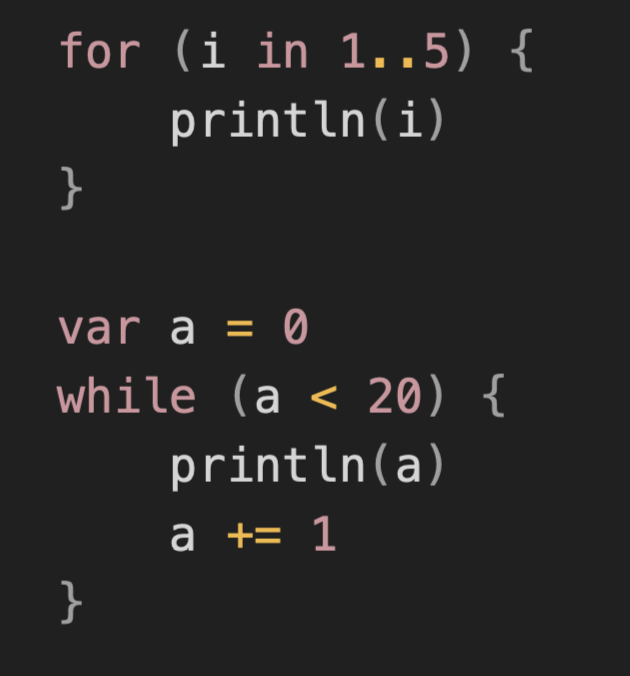 for (i in 1..5) {
    println(i)
}

var a = 0
while (a < 20) {
    println(a)
    a += 1
}